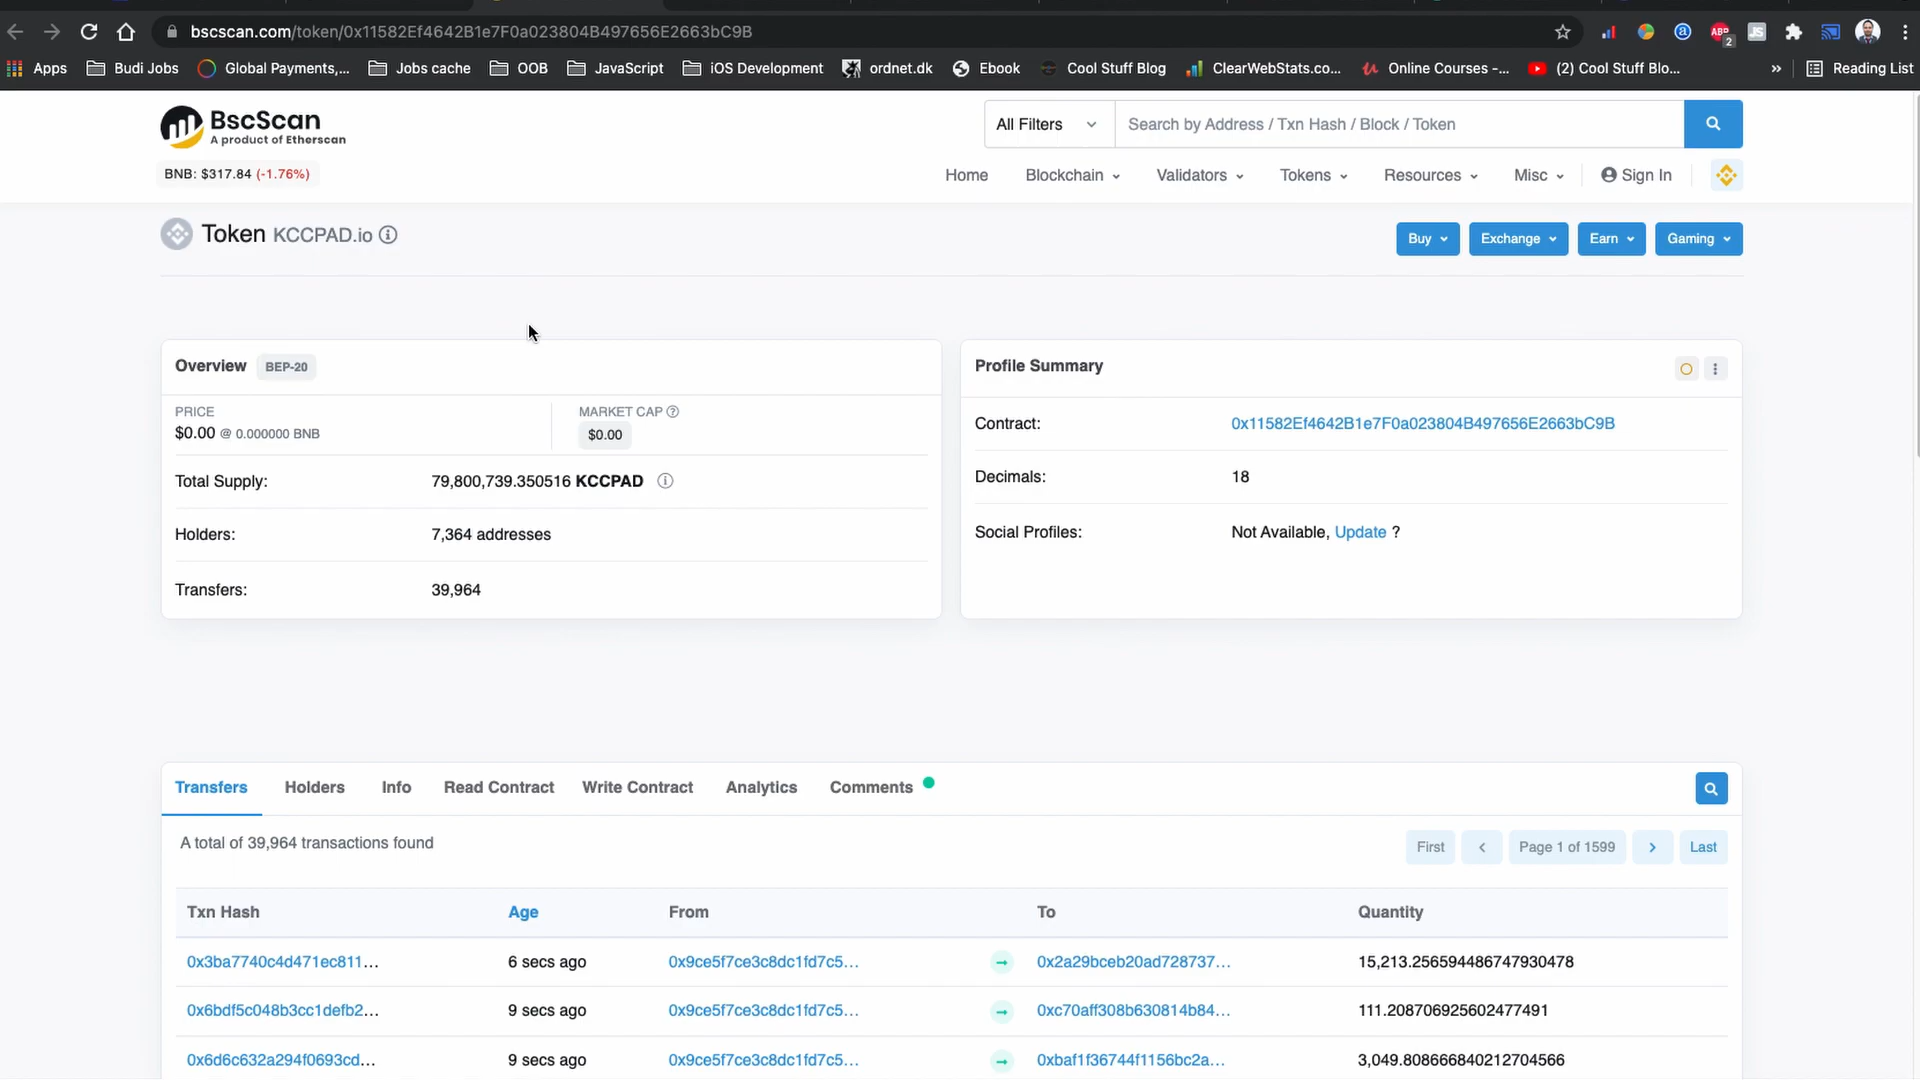 bscscan.com/token/0x11582Ef4642B1e7F0a023804B497656E2663bC9B
ABP 2 JS
Apps Budi Jobs Global Payments,... Jobs cache OOB JavaScript iOS Development ordnet.dk Ebook Cool Stuff Blog ClearWebStats.co... Online Courses -... (2) Cool Stuff Blo... » Reading List
BscScan
A product of Etherscan
All Filters Search by Address / Txn Hash / Block / Token
BNB: $317.84 (-1.76%)
Home Blockchain Validators Tokens Resources Misc Sign In
Token KCCPAD.io
Buy Exchange Earn Gaming
Overview BEP-20
PRICE
$0.00 @ 0.000000 BNB
MARKET CAP
$0.00
Total Supply: 79,800,739.350516 KCCPAD
Holders: 7,364 addresses
Transfers: 39,964
Profile Summary
Contract: 0x11582Ef4642B1e7F0a023804B497656E2663bC9B
Decimals: 18
Social Profiles: Not Available, Update ?
Transfers Holders Info Read Contract Write Contract Analytics Comments
A total of 39,964 transactions found
First Page 1 of 1599 Last
Txn Hash Age From To Quantity
0x3ba7740c4d471ec811... 6 secs ago 0x9ce5f7ce3c8dc1fd7c5... 0x2a29bceb20ad728737... 15,213.256594486747930478
0x6bdf5c048b3cc1defb2... 9 secs ago 0x9ce5f7ce3c8dc1fd7c5... 0xc70aff308b630814b84... 111.208706925602477491
0x6d6c632a294f0693cd... 9 secs ago 0x9ce5f7ce3c8dc1fd7c5... 0xbaf1f36744f1156bc2a... 3,049.808666840212704566